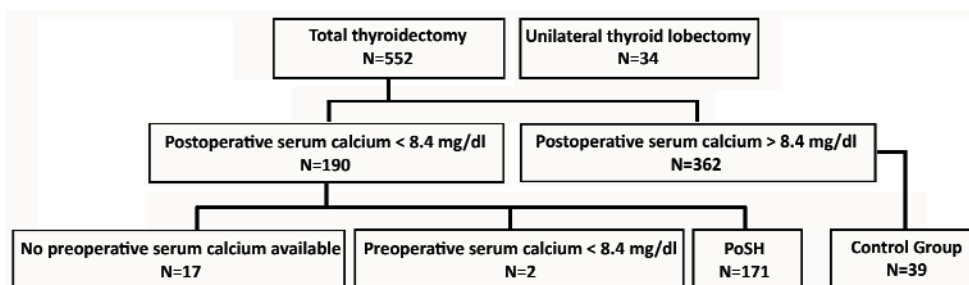 Total thyroidectomy
N=552
Unilateral thyroid lobectomy
N=34
Postoperative serum calcium < 8.4 mg/dl
N=190
Postoperative serum calcium > 8.4 mg/dl
N=362
No preoperative serum calcium available
N=17
Preoperative serum calcium < 8.4 mg/dl
N=2
PoSH
N=171
Control Group
N=39